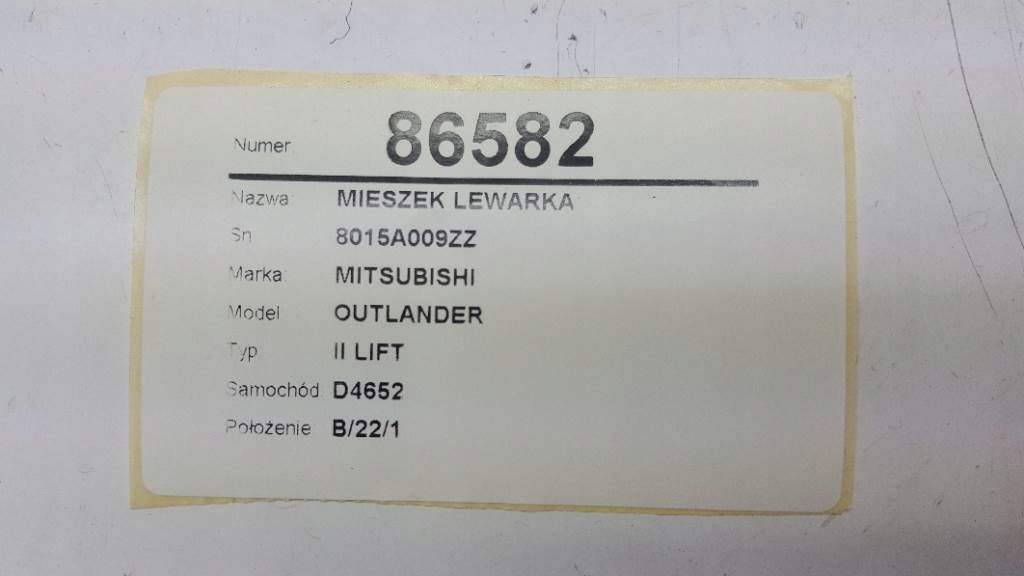 Numer 86582
Nazwa MIESZEK LEWARKA
Sn 8015A009ZZ
Marka MITSUBISHI
Model OUTLANDER
Typ II LIFT
Samochód D4652
Położenie B/22/1